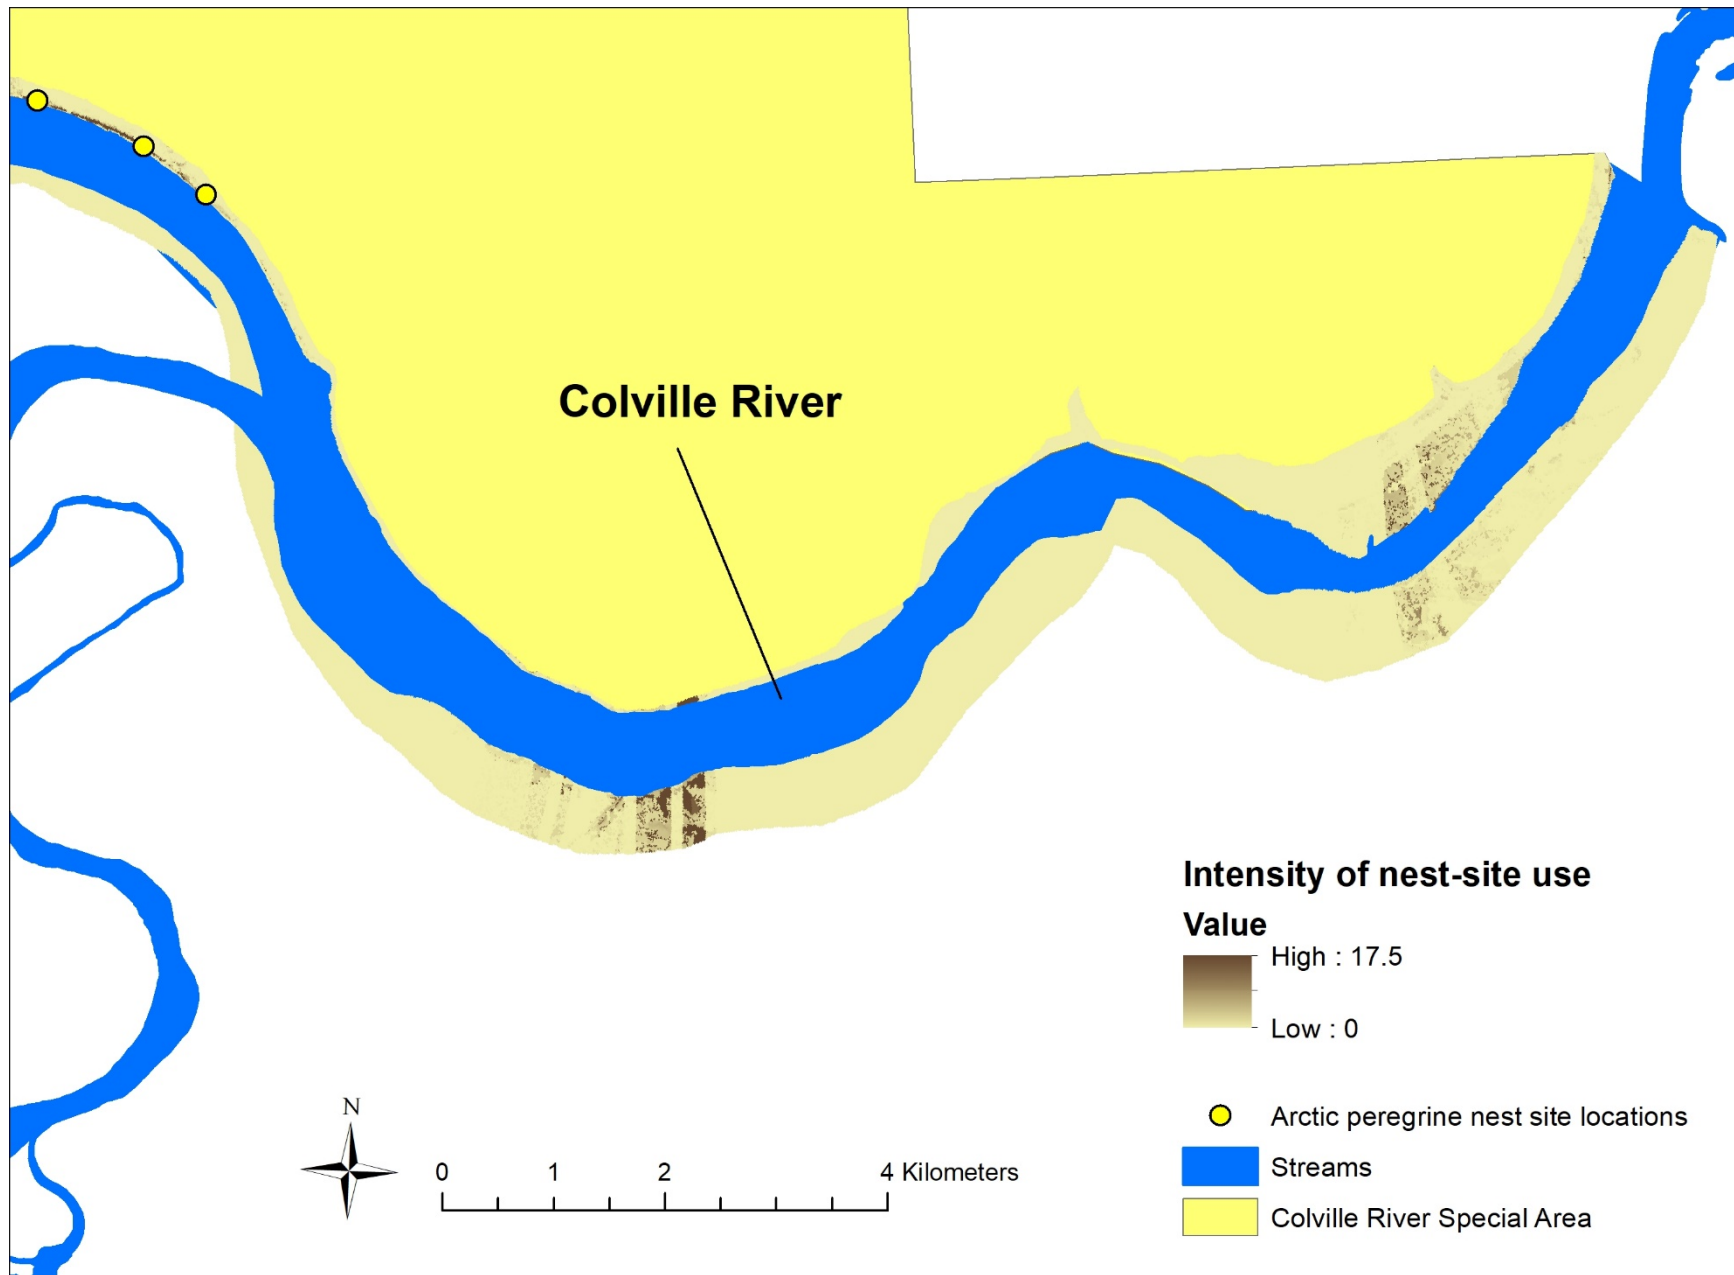 Colville River
Intensity of nest-site use
Value
High : 17.5
Low : 0
N
0 1 2 4 Kilometers
Arctic peregrine nest site locations
Streams
Colville River Special Area